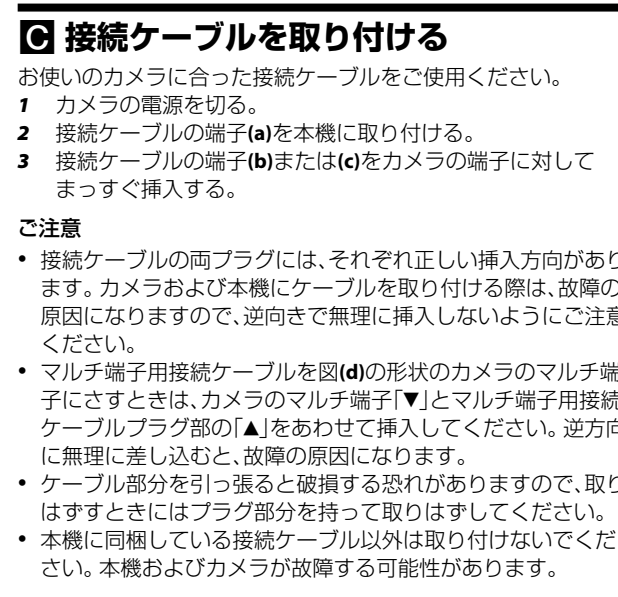 C 接続ケーブルを取り付ける
お使いのカメラに合った接続ケーブルをご使用ください。
1 カメラの電源を切る。
2 接続ケーブルの端子(a)を本機に取り付ける。
3 接続ケーブルの端子(b)または(c)をカメラの端子に対して
まっすぐ挿入する。
ご注意
• 接続ケーブルの両プラグには、それぞれ正しい挿入方向があり
ます。カメラおよび本機にケーブルを取り付ける際は、故障の
原因になりますので、逆向きで無理に挿入しないようにご注意
ください。
• マルチ端子用接続ケーブルを図(d)の形状のカメラのマルチ端
子にさすときは、カメラのマルチ端子「▼」とマルチ端子用接続
ケーブルプラグ部の「▲」をあわせて挿入してください。逆方向
に無理に差し込むと、故障の原因になります。
• ケーブル部分を引っ張ると破損する恐れがありますので、取り
はずすときにはプラグ部分を持って取りはずしてください。
• 本機に同梱している接続ケーブル以外は取り付けないでくだ
さい。本機およびカメラが故障する可能性があります。